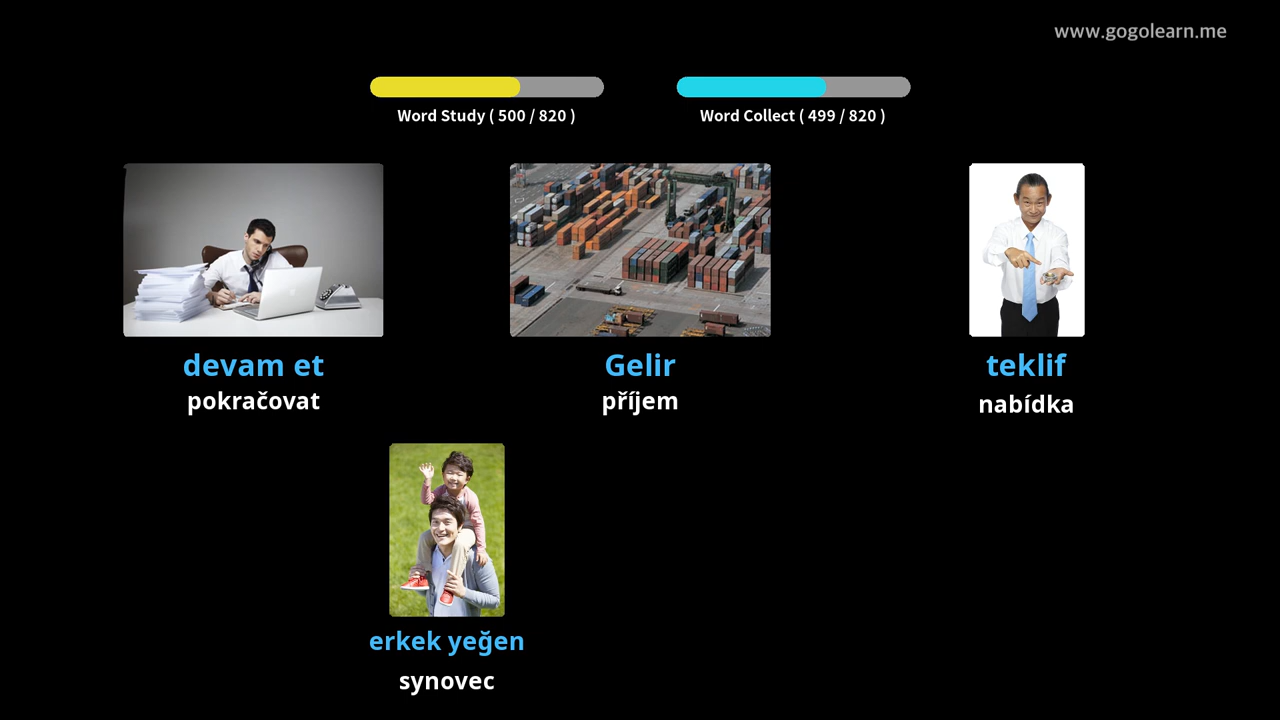 www.gogolearn.me
Word Study ( 500 / 820 )
Word Collect ( 499 / 820 )
devam et
pokračovat
Gelir
příjem
teklif
nabídka
erkek yeğen
synovec